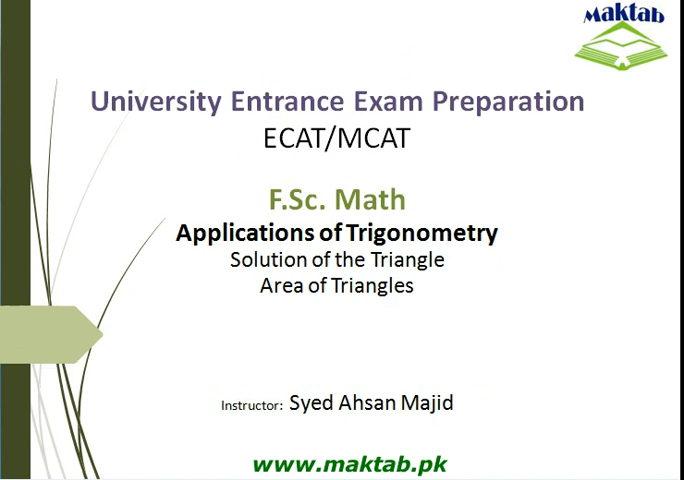 Maktab
University Entrance Exam Preparation
ECAT/MCAT
F.Sc. Math
Applications of Trigonometry
Solution of the Triangle
Area of Triangles
Instructor: Syed Ahsan Majid
www.maktab.pk